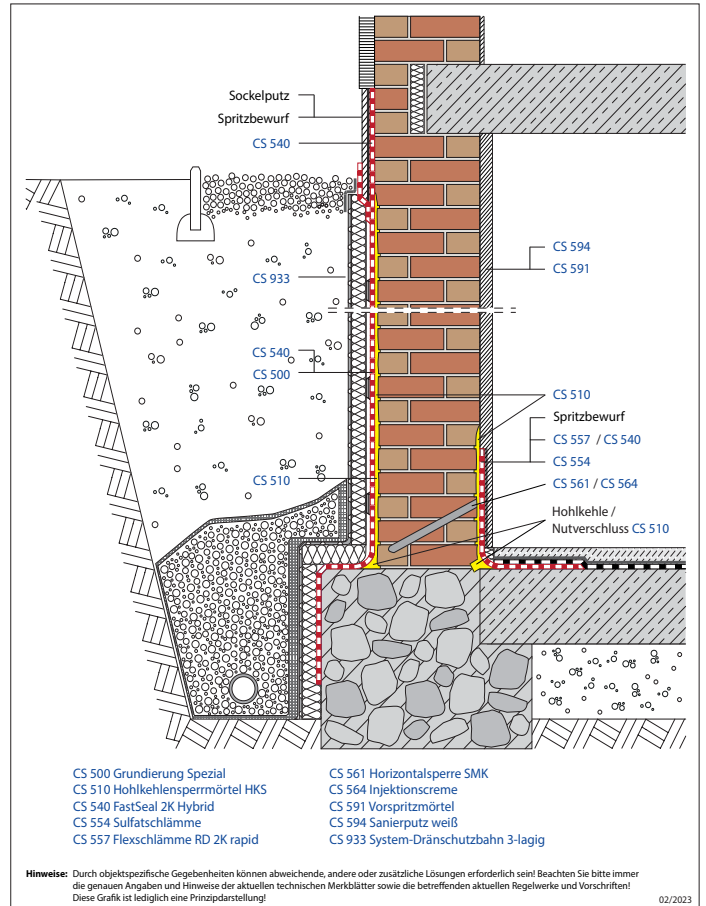 Sockelputz
Spritzbewurf
CS 540
CS 933
CS 594
CS 591
CS 540
CS 500
CS 510
CS 510
Spritzbewurf
CS 557 / CS 540
CS 554
CS 561 / CS 564
Hohlkehle /
Nutverschluss CS 510
CS 500 Grundierung Spezial
CS 510 Hohlkehlensperrmörtel HKS
CS 540 FastSeal 2K Hybrid
CS 554 Sulfatschlämme
CS 557 Flexschlämme RD 2K rapid
CS 561 Horizontalsperre SMK
CS 564 Injektionscreme
CS 591 Vorspritzmörtel
CS 594 Sanierputz weiß
CS 933 System-Dränschutzbahn 3-lagig
Hinweise: Durch objektspezifische Gegebenheiten können abweichende, andere oder zusätzliche Lösungen erforderlich sein! Beachten Sie bitte immer
die genauen Angaben und Hinweise der aktuellen technischen Merkblätter sowie die betreffenden aktuellen Regelwerke und Vorschriften!
Diese Grafik ist lediglich eine Prinzipdarstellung!
02/2023